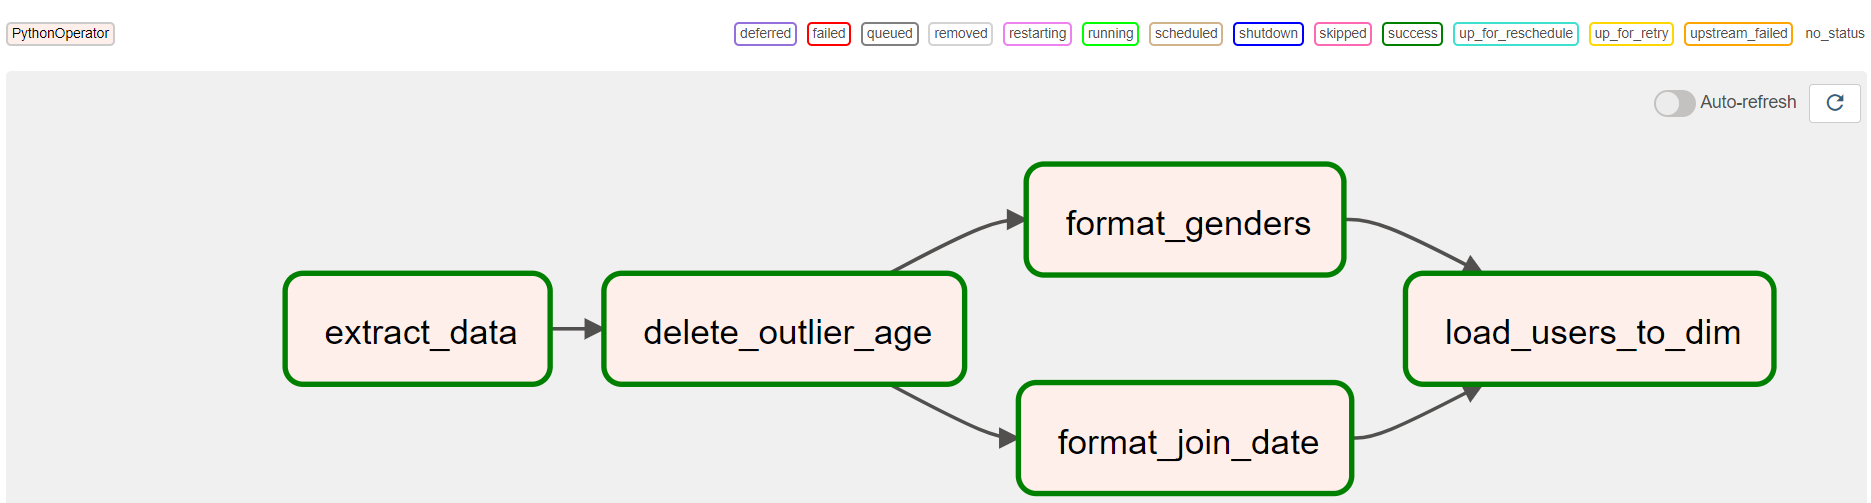 PythonOperator deferred failed queued removed restarting running scheduled shutdown skipped success up_for_reschedule up_for_retry upstream_failed no_status
Auto-refresh
format_genders
extract_data delete_outlier_age load_users_to_dim
format_join_date